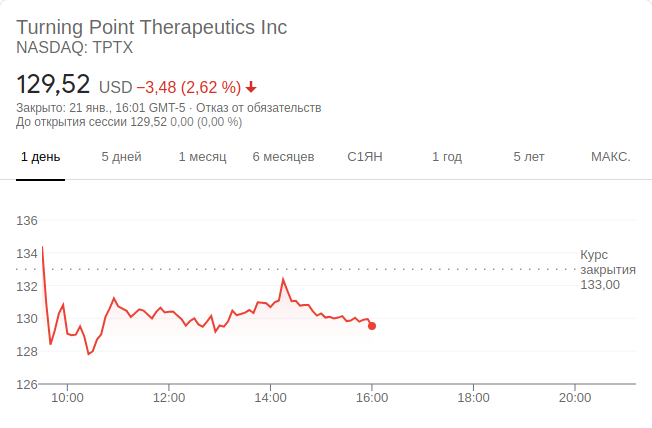 Turning Point Therapeutics Inc
NASDAQ: TPTX
129,52 USD −3,48 (2,62 %)
Закрыто: 21 янв., 16:01 GMT-5 · Отказ от обязательств
До открытия сессии 129,52 0,00 (0,00 %)
1 день 5 дней 1 месяц 6 месяцев С1ЯН 1 год 5 лет МАКС.
136
134
132
130
128
126
Курс
закрытия
133,00
10:00 12:00 14:00 16:00 18:00 20:00